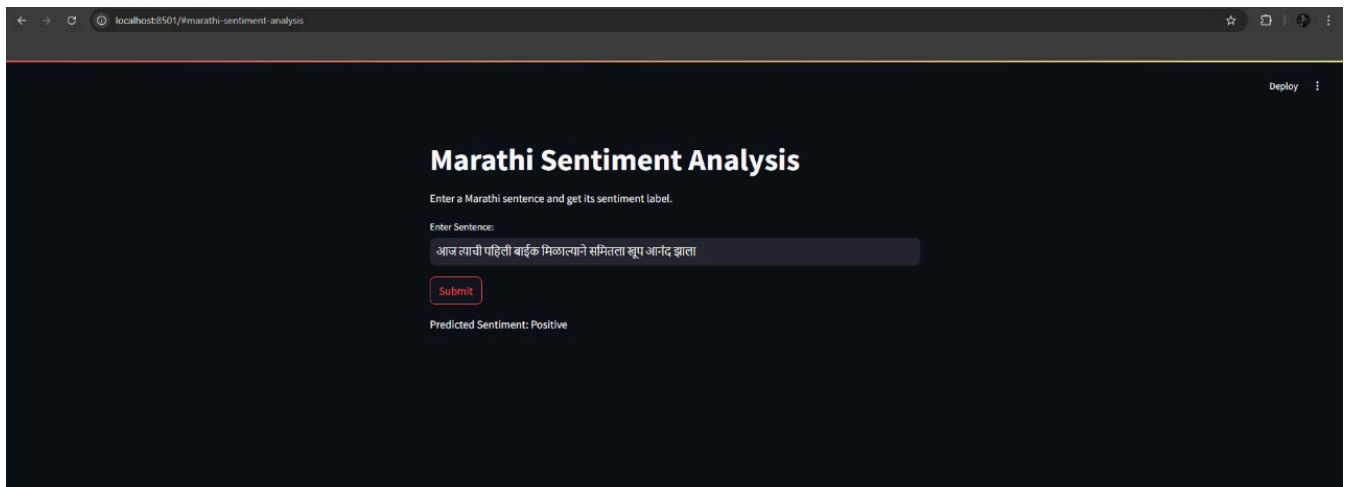 localhost:8501/#marathi-sentiment-analysis
Deploy
Marathi Sentiment Analysis
Enter a Marathi sentence and get its sentiment label.
Enter Sentence:
आज त्याची पहिली बाईक मिळाल्याने समितला खूप आनंद झाला
Submit
Predicted Sentiment: Positive